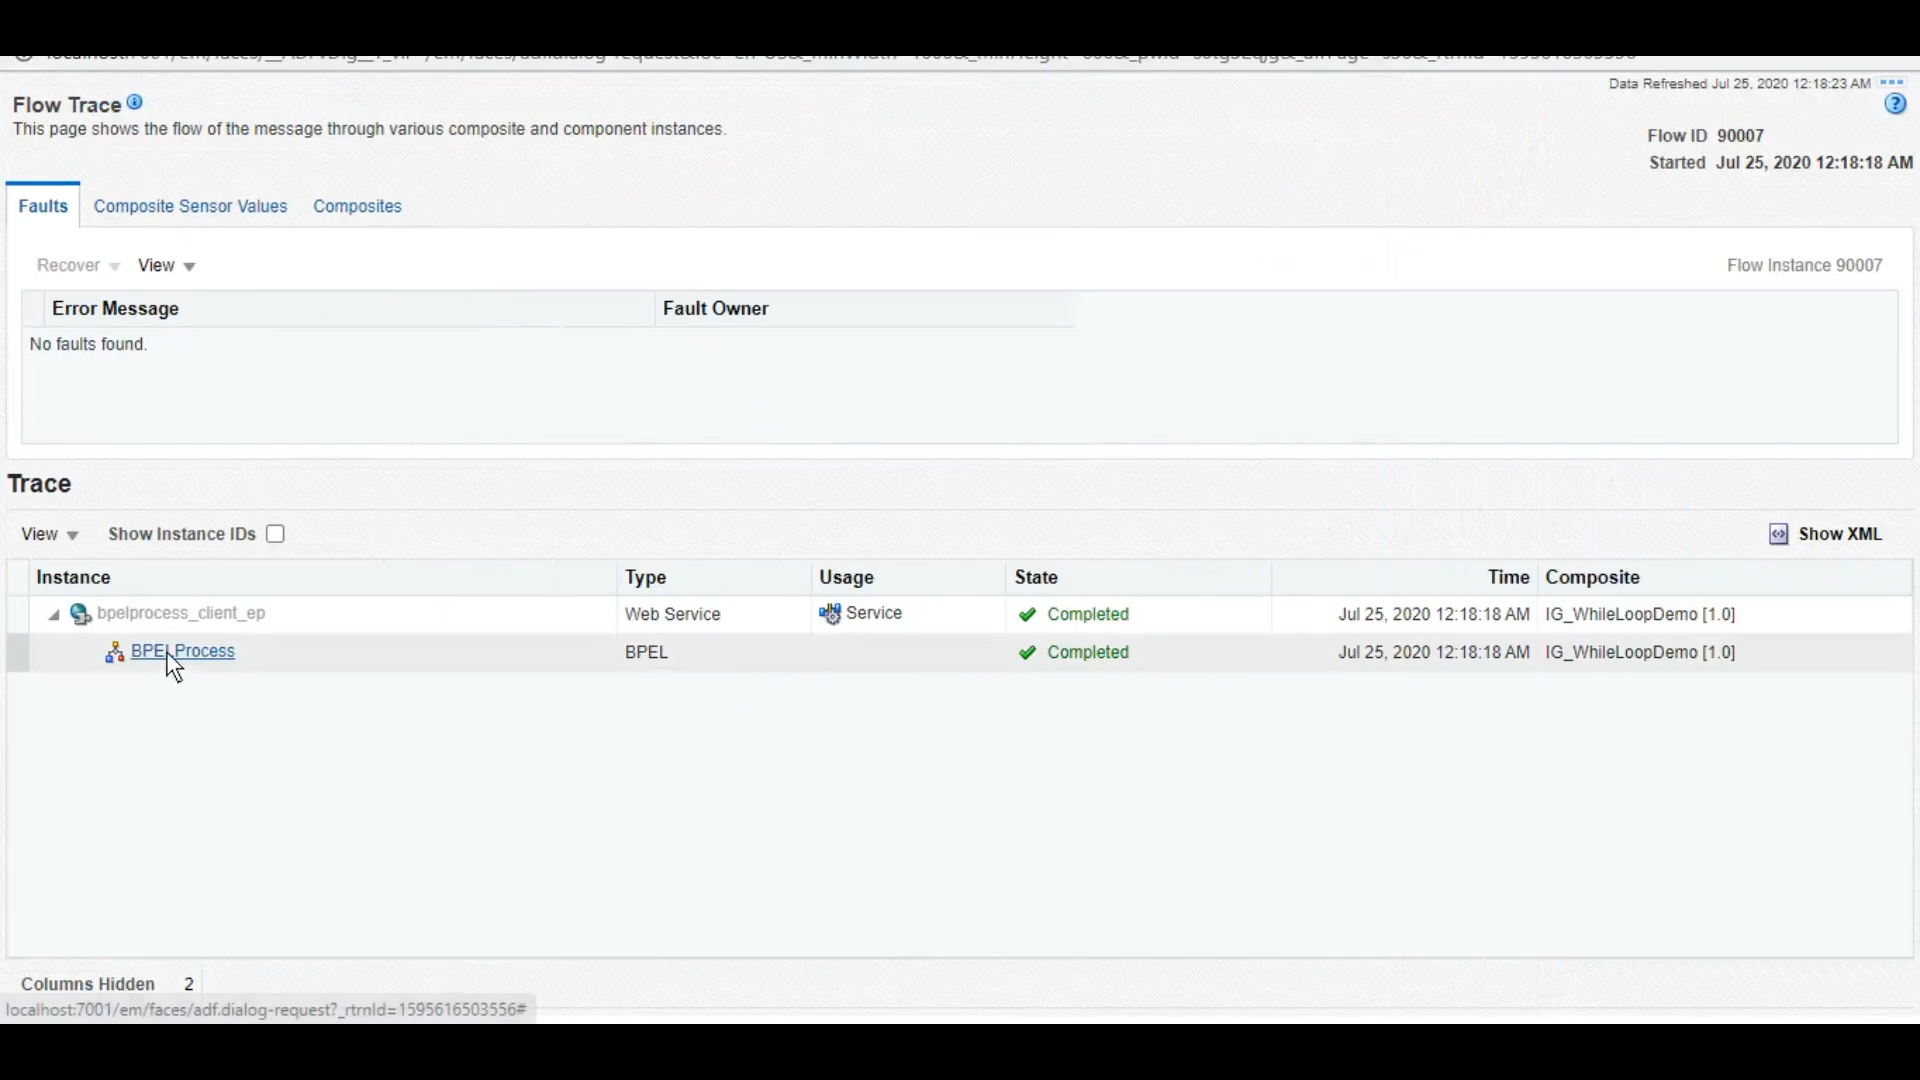 Data Refreshed Jul 25, 2020 12:18:23 AM
Flow Trace
This page shows the flow of the message through various composite and component instances.
Flow ID 90007
Started Jul 25, 2020 12:18:18 AM
Faults Composite Sensor Values Composites
Recover View Flow Instance 90007
Error Message Fault Owner
No faults found.
Trace
View Show Instance IDs Show XML
Instance Type Usage State Time Composite
bpelprocess_client_ep Web Service Service Completed Jul 25, 2020 12:18:18 AM IG_WhileLoopDemo [1.0]
BPELProcess BPEL Completed Jul 25, 2020 12:18:18 AM IG_WhileLoopDemo [1.0]
Columns Hidden 2
localhost:7001/em/faces/adf.dialog-request?_rtrnId=1595616503556#